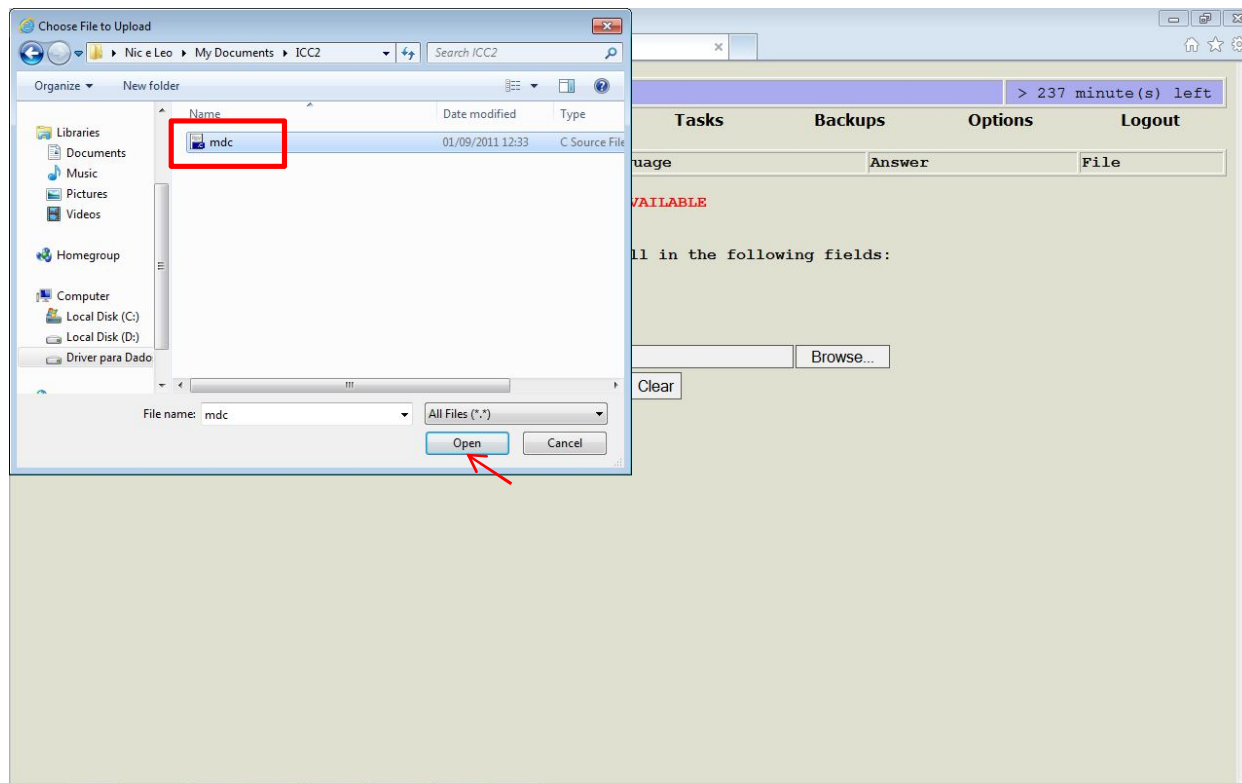 Choose File to Upload
Nic e Leo ▸ My Documents ▸ ICC2
Search ICC2
Organize
New folder
Name
Date modified
Type
Libraries
Documents
Music
Pictures
Videos
Homegroup
Computer
Local Disk (C:)
Local Disk (D:)
Driver para Dado
mdc
01/09/2011 12:33
C Source File
File name:
mdc
All Files (*.*)
Open
Cancel
> 237 minute(s) left
Tasks
Backups
Options
Logout
uage
Answer
File
VAILABLE
ll in the following fields:
Browse...
Clear